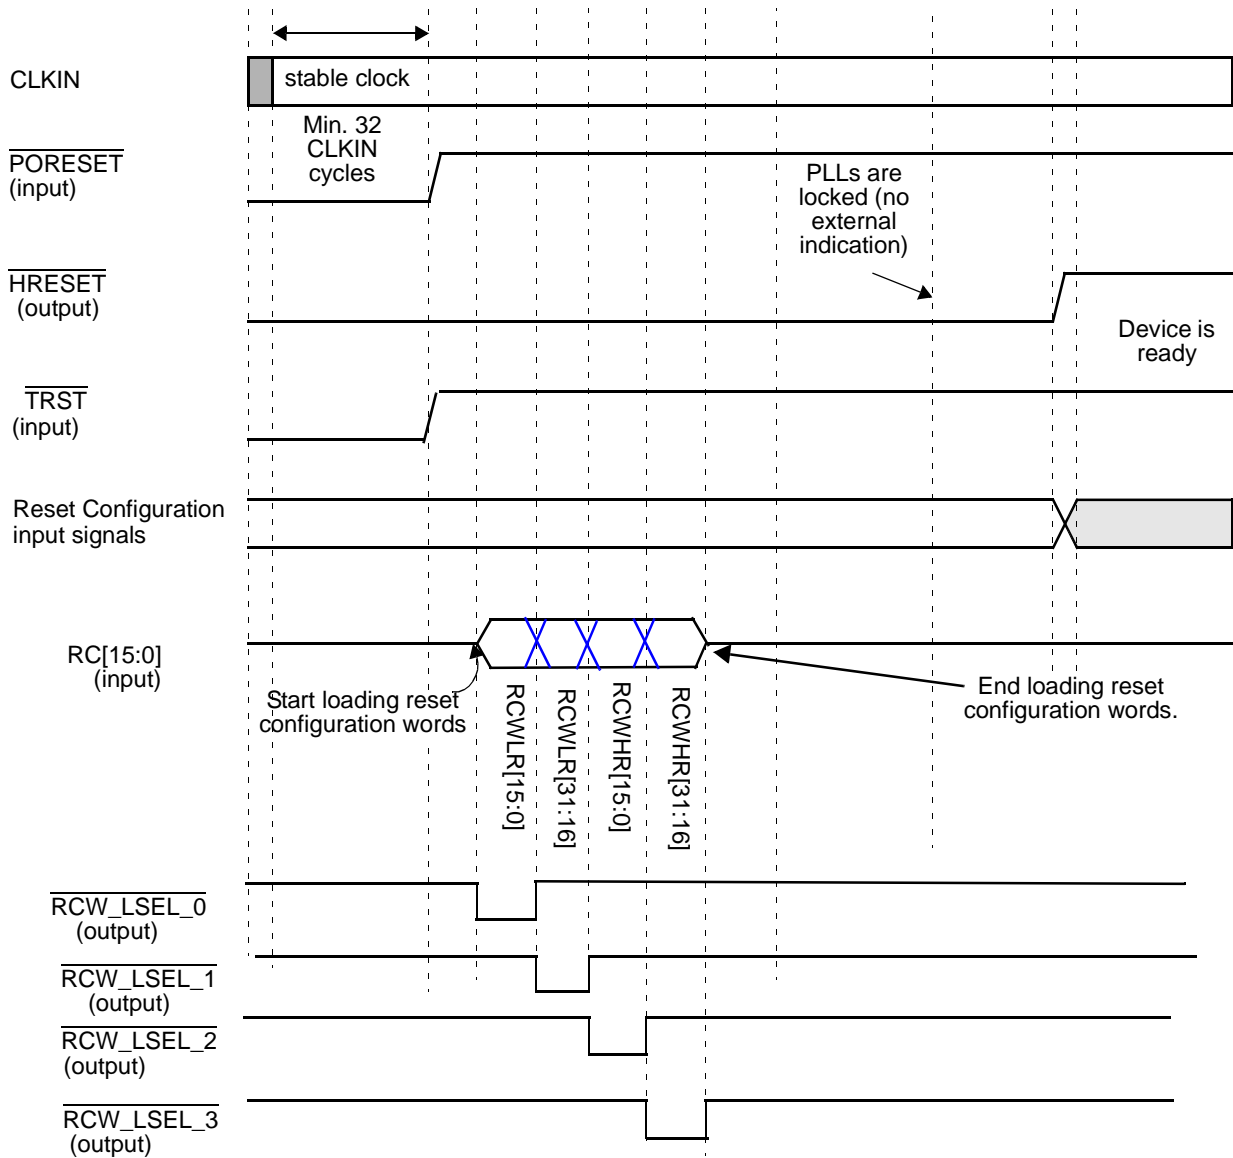 CLKIN
stable clock
Min. 32
CLKIN
cycles
PORESET
(input)
PLLs are
locked (no
external
indication)
HRESET
(output)
Device is
ready
TRST
(input)
Reset Configuration
input signals
RC[15:0]
(input)
Start loading reset
configuration words
End loading reset
configuration words.
RCWLR[15:0]
RCWLR[31:16]
RCWHR[15:0]
RCWHR[31:16]
RCW_LSEL_0
(output)
RCW_LSEL_1
(output)
RCW_LSEL_2
(output)
RCW_LSEL_3
(output)